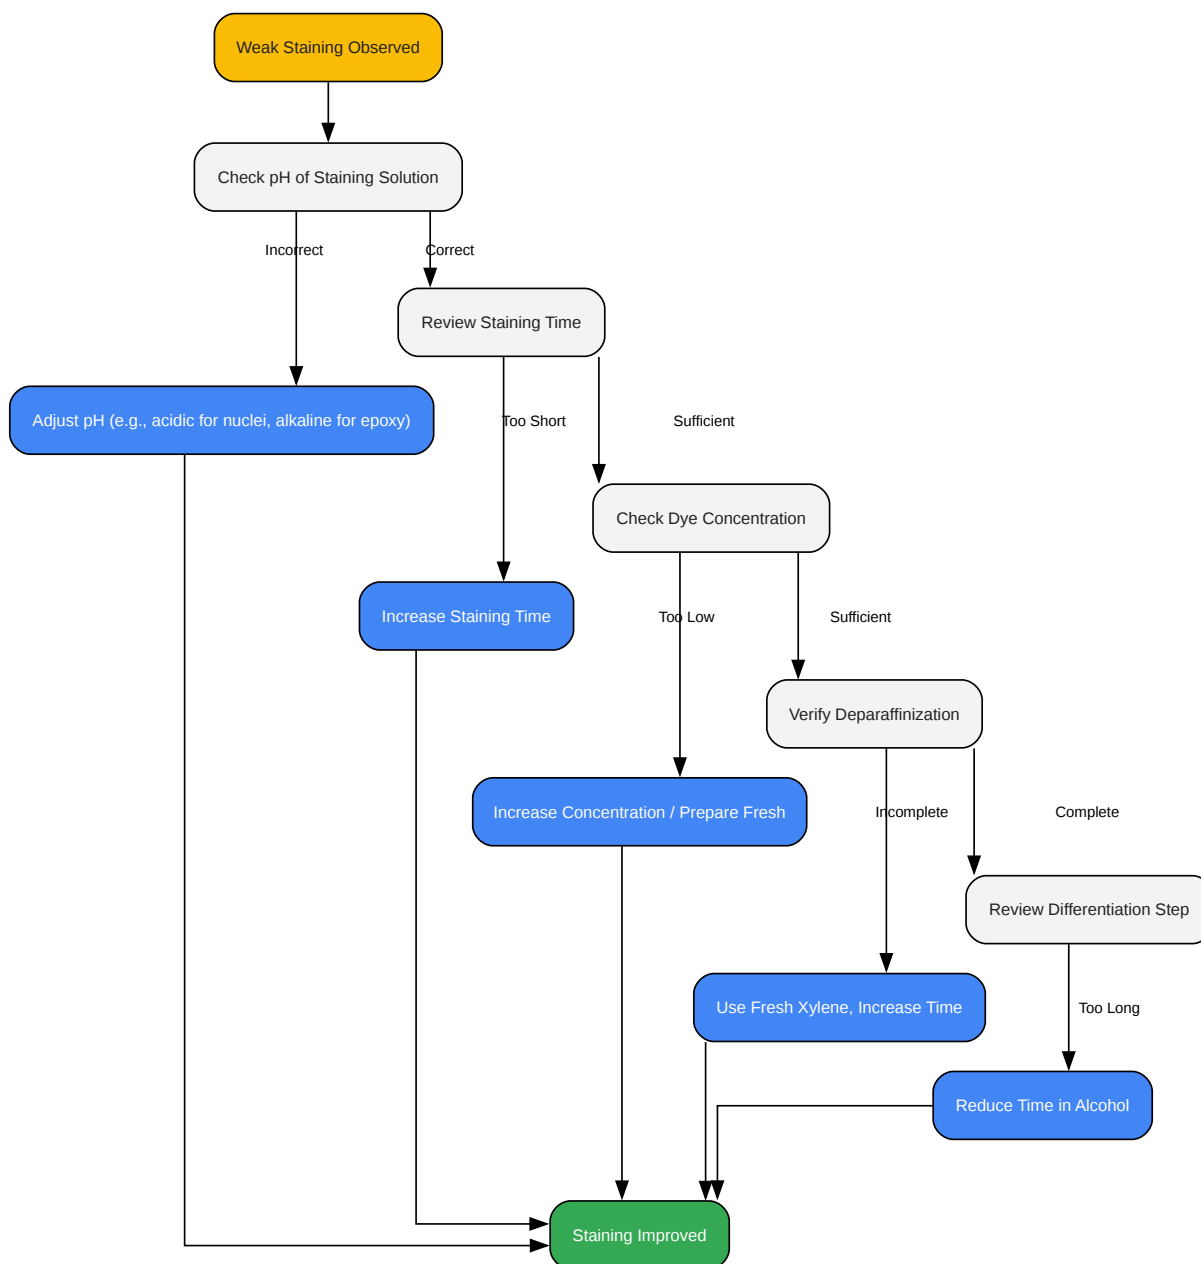 Weak Staining Observed
Check pH of Staining Solution
Incorrect
Correct
Review Staining Time
Adjust pH (e.g., acidic for nuclei, alkaline for epoxy)
Too Short
Sufficient
Check Dye Concentration
Increase Staining Time
Too Low
Sufficient
Verify Deparaffinization
Increase Concentration / Prepare Fresh
Incomplete
Complete
Review Differentiation Step
Use Fresh Xylene, Increase Time
Too Long
Reduce Time in Alcohol
Staining Improved